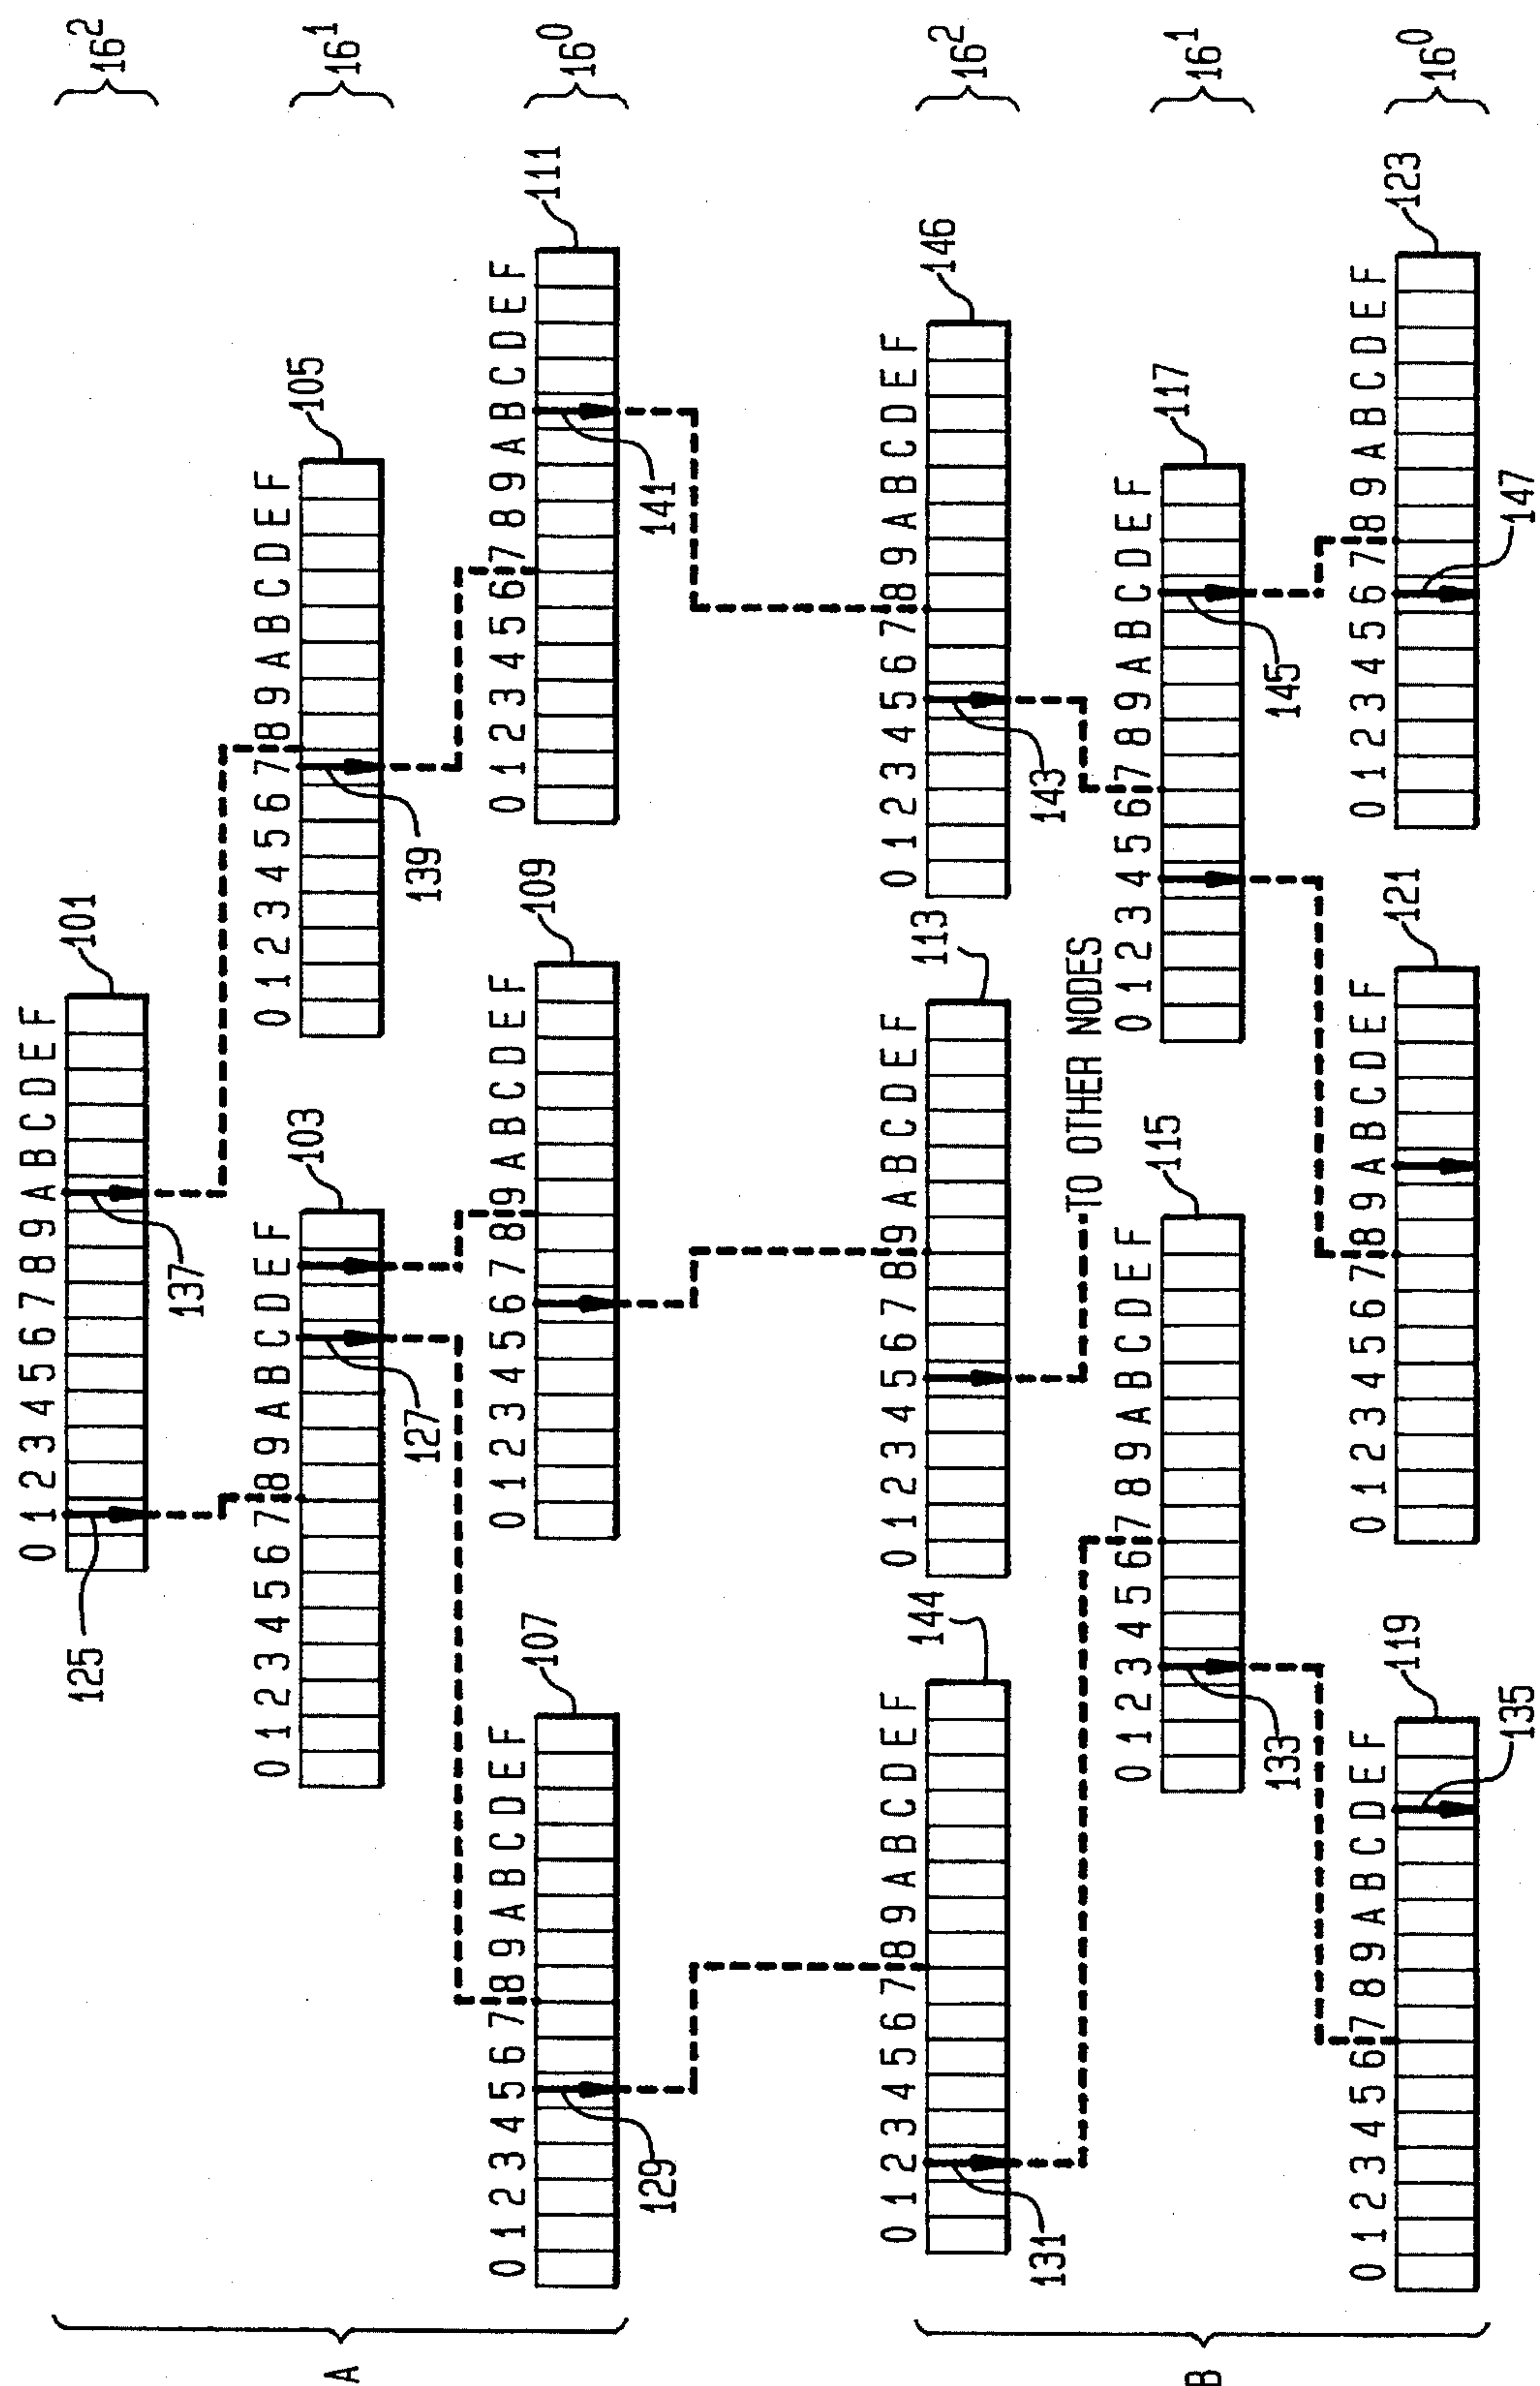 0 1 2 3 4 5 6 7 8 9 A B C D E F
101
16²
125
137
0 1 2 3 4 5 6 7 8 9 A B C D E F
103
0 1 2 3 4 5 6 7 8 9 A B C D E F
105
16¹
127
139
A
0 1 2 3 4 5 6 7 8 9 A B C D E F
107
0 1 2 3 4 5 6 7 8 9 A B C D E F
109
0 1 2 3 4 5 6 7 8 9 A B C D E F
111
16⁰
129
141
0 1 2 3 4 5 6 7 8 9 A B C D E F
144
0 1 2 3 4 5 6 7 8 9 A B C D E F
113
0 1 2 3 4 5 6 7 8 9 A B C D E F
146
16²
131
TO OTHER NODES
143
0 1 2 3 4 5 6 7 8 9 A B C D E F
115
0 1 2 3 4 5 6 7 8 9 A B C D E F
117
16¹
133
145
B
0 1 2 3 4 5 6 7 8 9 A B C D E F
119
0 1 2 3 4 5 6 7 8 9 A B C D E F
121
0 1 2 3 4 5 6 7 8 9 A B C D E F
123
16⁰
135
147